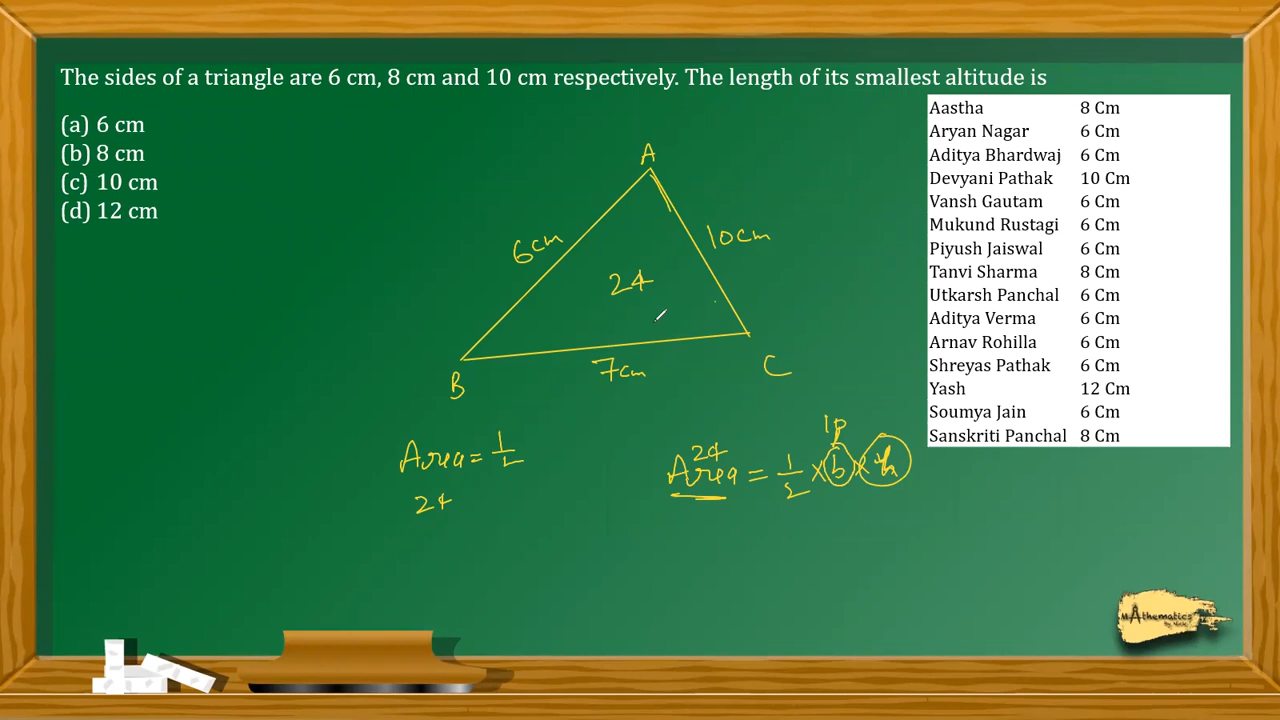 The sides of a triangle are 6 cm, 8 cm and 10 cm respectively. The length of its smallest altitude is
(a) 6 cm
(b) 8 cm
(c) 10 cm
(d) 12 cm
Aastha 8 Cm
Aryan Nagar 6 Cm
Aditya Bhardwaj 6 Cm
Devyani Pathak 10 Cm
Vansh Gautam 6 Cm
Mukund Rustagi 6 Cm
Piyush Jaiswal 6 Cm
Tanvi Sharma 8 Cm
Utkarsh Panchal 6 Cm
Aditya Verma 6 Cm
Arnav Rohilla 6 Cm
Shreyas Pathak 6 Cm
Yash 12 Cm
Soumya Jain 6 Cm
Sanskriti Panchal 8 Cm
A
6cm
10cm
24
B
7cm
C
Area = 1/2
24
24
Area = 1/2 × b × h
MAthematics